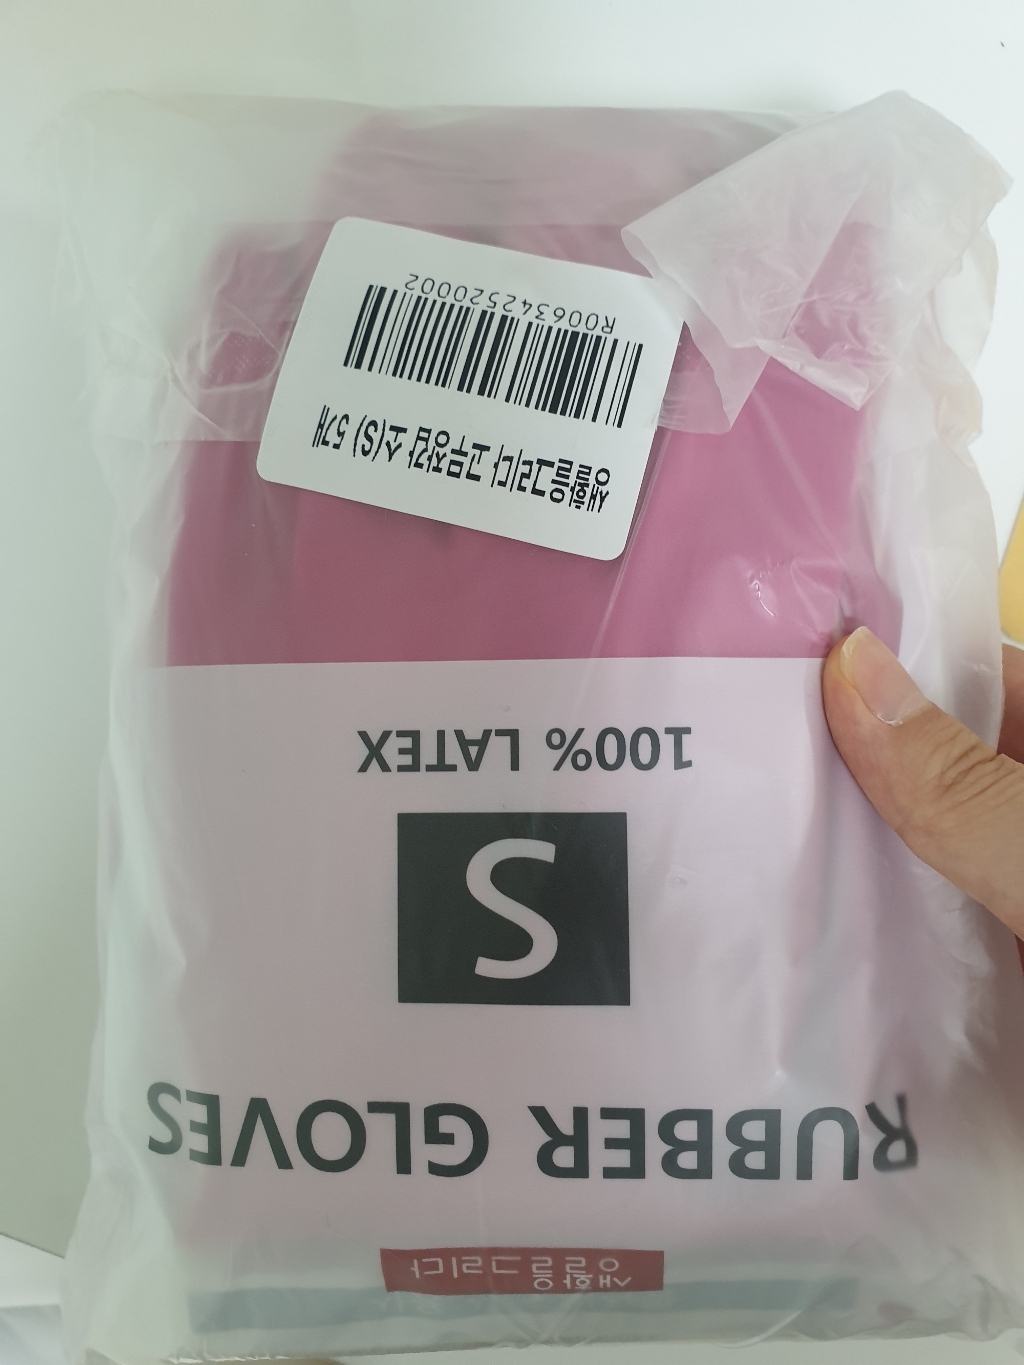 생활을그리다
RUBBER GLOVES
S
100% LATEX
생활을그리다 고무장갑 소(S) 5개
R006342520002